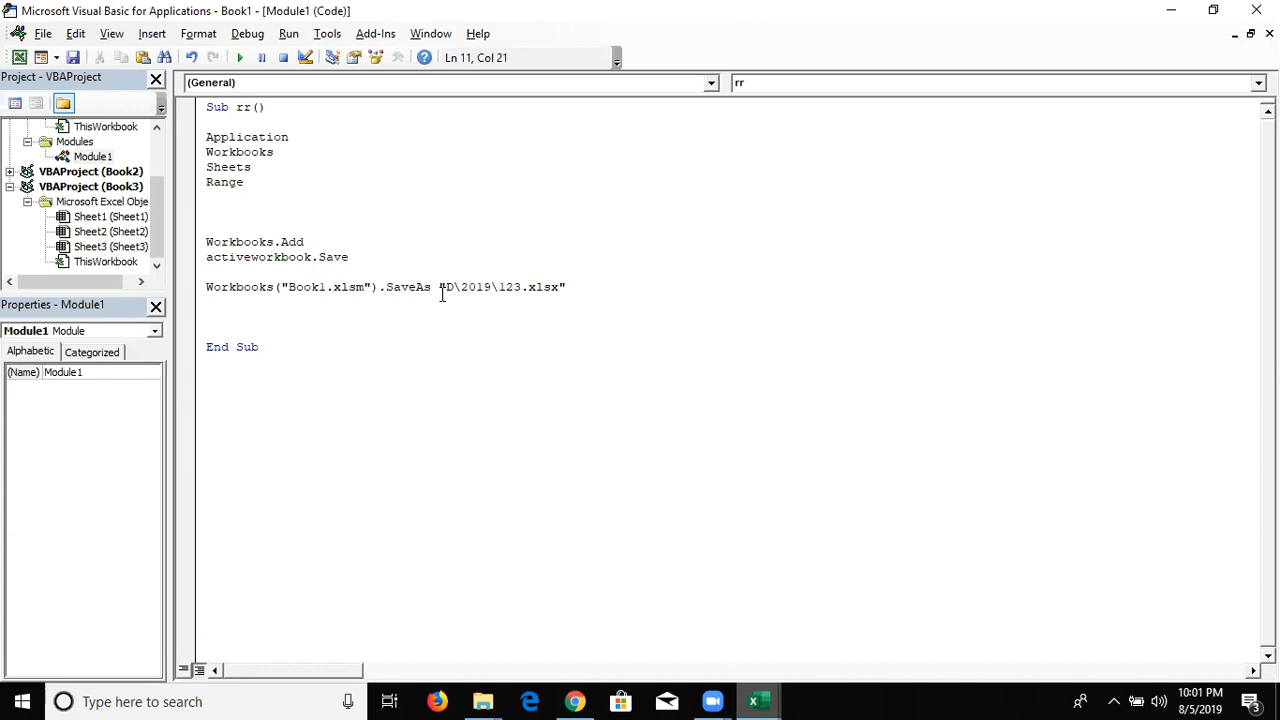 Microsoft Visual Basic for Applications - Book1 - [Module1 (Code)]
File Edit View Insert Format Debug Run Tools Add-Ins Window Help
Ln 11, Col 21
Project - VBAProject
(General)
rr
ThisWorkbook
Modules
Module1
VBAProject (Book2)
VBAProject (Book3)
Microsoft Excel Obje
Sheet1 (Sheet1)
Sheet2 (Sheet2)
Sheet3 (Sheet3)
ThisWorkbook
Properties - Module1
Module1 Module
Alphabetic Categorized
(Name) Module1
Sub rr()
Application
Workbooks
Sheets
Range
Workbooks.Add
activeworkbook.Save
Workbooks("Book1.xlsm").SaveAs "D\2019\123.xlsx"
End Sub
Type here to search
10:01 PM
8/5/2019
3